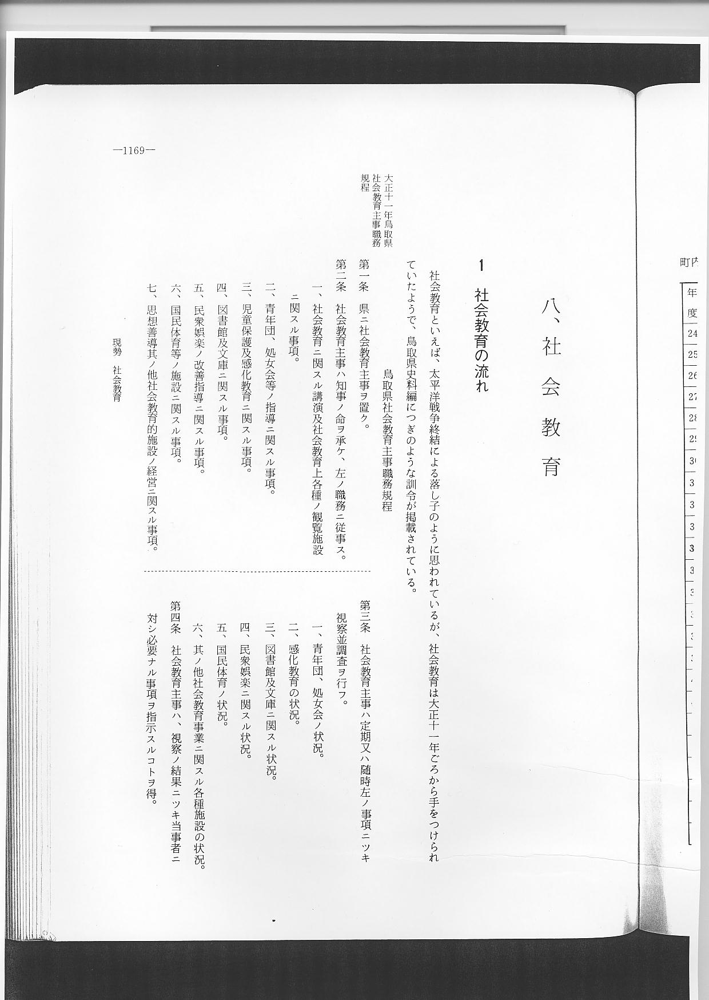 町内
年度
24
25
26
27
28
29
八、社会教育
1　社会教育の流れ
社会教育といえば、太平洋戦争終結による落し子のように思われているが、社会教育は大正十一年ごろから手をつけられ
ていたようで、鳥取県史料編につぎのような訓令が掲載されている。
大正十一年鳥取県
社会教育主事職務
規程
鳥取県社会教育主事職務規程
第一条　県ニ社会教育主事ヲ置ク。
第二条　社会教育主事ハ知事ノ命ヲ承ケ、左ノ職務ニ従事ス。
一、社会教育ニ関スル講演及社会教育上各種ノ観覧施設
ニ関スル事項。
二、青年団、処女会等ノ指導ニ関スル事項。
三、児童保護及感化教育ニ関スル事項。
四、図書館及文庫ニ関スル事項。
五、民衆娯楽ノ改善指導ニ関スル事項。
六、国民体育等ノ施設ニ関スル事項。
七、思想善導其ノ他社会教育的施設ノ経営ニ関スル事項。
第三条　社会教育主事ハ定期又ハ随時左ノ事項ニツキ
視察並調査ヲ行フ。
一、青年団、処女会ノ状況。
二、感化教育の状況。
三、図書館及文庫ニ関スル状況。
四、民衆娯楽ニ関スル状況。
五、国民体育ノ状況。
六、其ノ他社会教育事業ニ関スル各種施設の状況。
第四条　社会教育主事ハ、視察ノ結果ニツキ当事者ニ
対シ必要ナル事項ヲ指示スルコトヲ得。
現勢　社会教育
—1169—